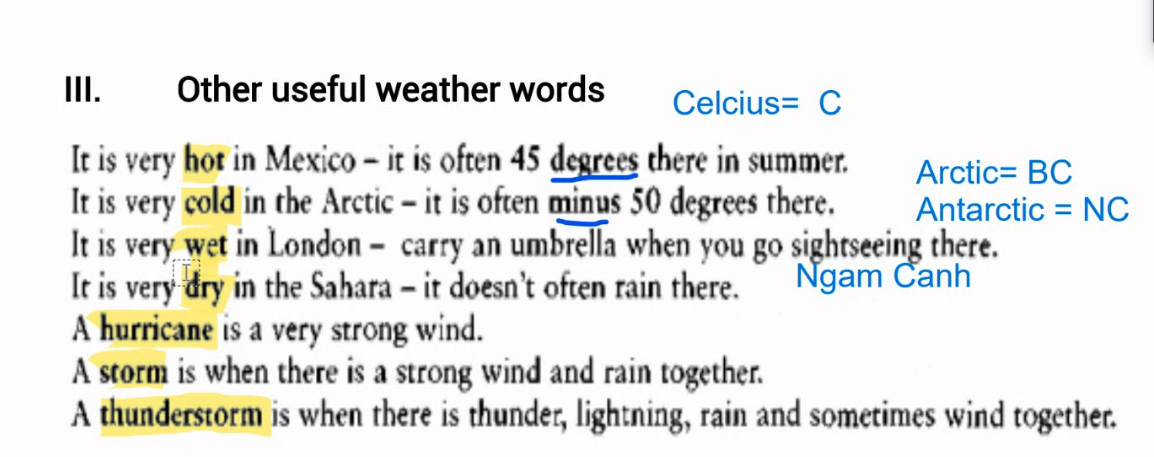 III. Other useful weather words
Celcius= C
It is very hot in Mexico – it is often 45 degrees there in summer.
Arctic= BC
It is very cold in the Arctic – it is often minus 50 degrees there.
Antarctic = NC
It is very wet in London – carry an umbrella when you go sightseeing there.
Ngam Canh
It is very dry in the Sahara – it doesn't often rain there.
A hurricane is a very strong wind.
A storm is when there is a strong wind and rain together.
A thunderstorm is when there is thunder, lightning, rain and sometimes wind together.